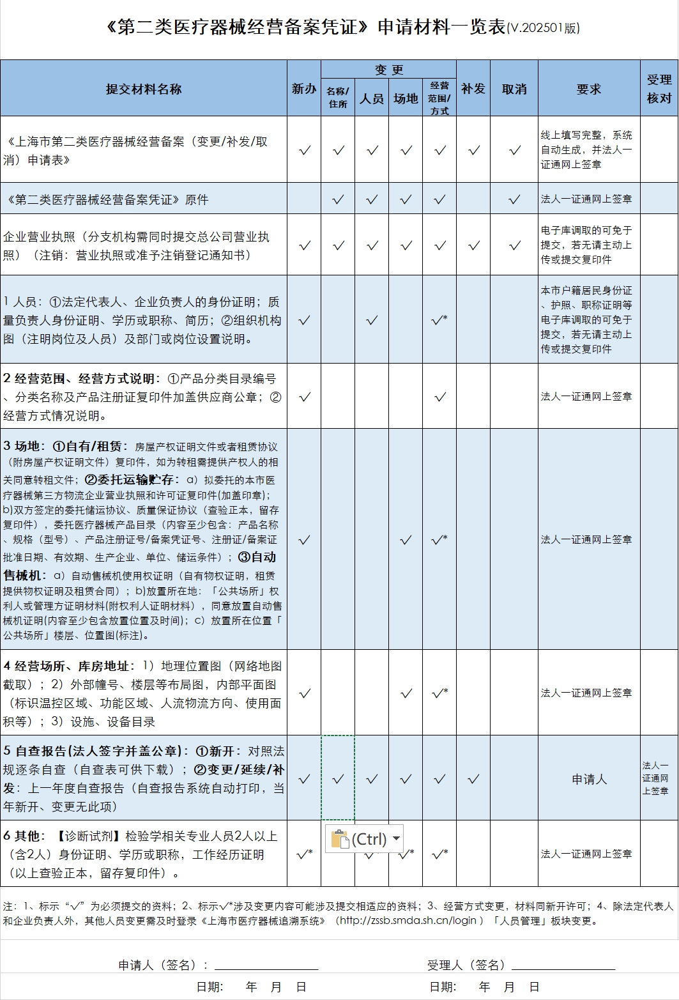 《第二类医疗器械经营备案凭证》申请材料一览表(V.202501版)
提交材料名称
新办
变 更
名称/
住所
人员
场地
经营
范围/
方式
补发
取消
要求
受理
核对
《上海市第二类医疗器械经营备案（变更/补发/取
消）申请表》
√ √ √ √ √ √ √
线上填写完整，系统
自动生成，并法人一
证通网上签章
《第二类医疗器械经营备案凭证》原件
√ √ √ √ √
法人一证通网上签章
企业营业执照（分支机构需同时提交总公司营业执
照）（注销：营业执照或准予注销登记通知书）
√ √ √ √ √ √ √
电子库调取的可免于
提交，若无请主动上
传或提交复印件
1 人员：①法定代表人、企业负责人的身份证明；质
量负责人身份证明、学历或职称、简历；②组织机构
图（注明岗位及人员）及部门或岗位设置说明。
√ √ √*
本市户籍居民身份证
、护照、职称证明等
电子库调取的可免于
提交，若无请主动上
传或提交复印件
2 经营范围、经营方式说明：①产品分类目录编号
、分类名称及产品注册证复印件加盖供应商公章；②
经营方式情况说明。
√ √
法人一证通网上签章
3 场地：①自有/租赁：房屋产权证明文件或者租赁协议
（附房屋产权证明文件）复印件，如为转租需提供产权人的相
关同意转租文件；②委托运输贮存：a）拟委托的本市医
疗器械第三方物流企业营业执照和许可证复印件(加盖印章)；
b)双方签定的委托储运协议、质量保证协议（查验正本，留存
复印件），委托医疗器械产品目录（内容至少包含：产品名称
、规格（型号）、产品注册证号/备案凭证号、注册证/备案证
批准日期、有效期、生产企业、单位、储运条件）；③自动
售械机：a）自动售械机使用权证明（自有物权证明，租赁
提供物权证明及租赁合同）；b)放置所在地：「公共场所」权
利人或管理方证明材料(附权利人证明材料），同意放置自动售
械机证明(内容至少包含放置位置及时间)；c）放置所在位置「
公共场所」楼层、位置图(标注)。
√ √ √*
法人一证通网上签章
4 经营场所、库房地址：1）地理位置图（网络地图
截取）；2）外部幢号、楼层等布局图，内部平面图
（标识温控区域、功能区域、人流物流方向、使用面
积等）；3）设施、设备目录
√ √ √*
法人一证通网上签章
5 自查报告(法人签字并盖公章)：①新开：对照法
规逐条自查（自查表可供下载）；②变更/延续/补
发：上一年度自查报告（自查报告系统自动打印，当
年新开、变更无此项）
√ √ √ √ √ √
申请人
法人一
证通网
上签章
6 其他：【诊断试剂】检验学相关专业人员2人以上
（含2人）身份证明、学历或职称，工作经历证明
（以上查验正本，留存复印件）。
√* √ √* √*
(Ctrl)
法人一证通网上签章
注：1、标示“√”为必须提交的资料；2、标示√*涉及变更内容可能涉及提交相适应的资料；3、经营方式变更，材料同新开许可；4、除法定代表人
和企业负责人外，其他人员变更需及时登录《上海市医疗器械追溯系统》（http://zssb.smda.sh.cn/login ）「人员管理」板块变更。
申请人（签名）：
受理人（签名）
日期： 年 月 日
日期： 年 月 日